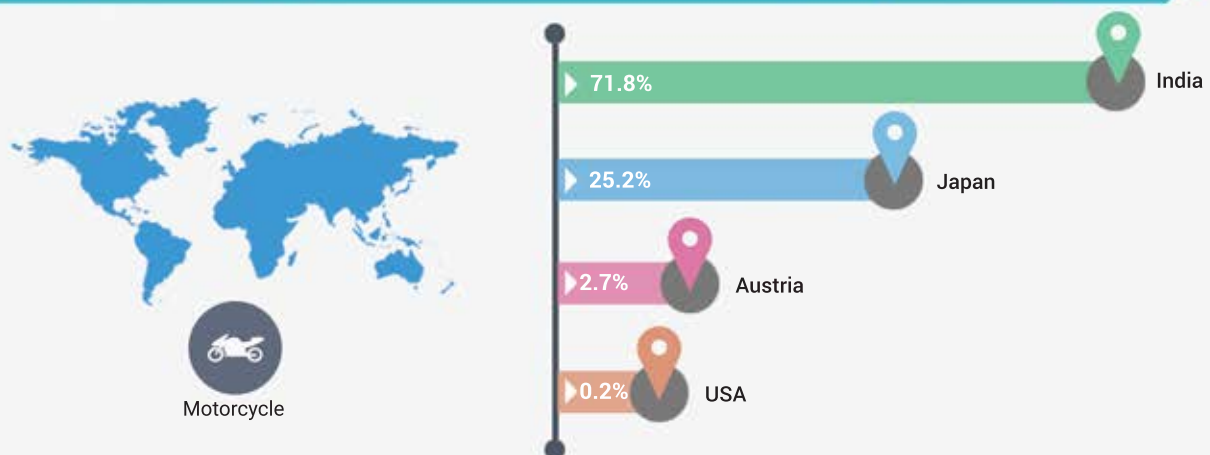 71.8%
India
25.2%
Japan
2.7%
Austria
0.2%
USA
Motorcycle